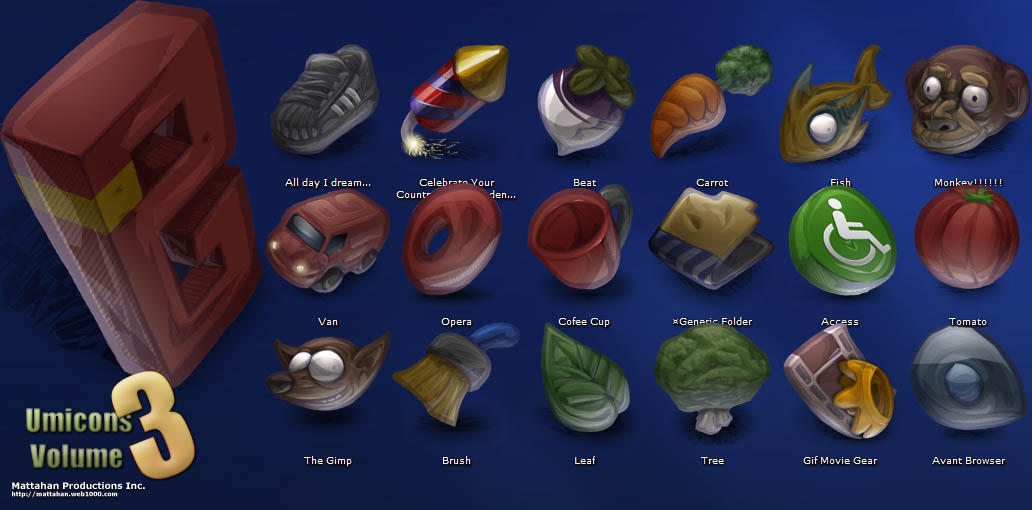 All day I dream...
Celebrate Your
Beat
Carrot
Fish
Monkey!!!!!!
Van
Opera
Cofee Cup
¤Generic Folder
Access
Tomato
The Gimp
Brush
Leaf
Tree
Gif Movie Gear
Avant Browser
Umicons
Volume 3
Mattahan Productions Inc.
http://mattahan.web1000.com